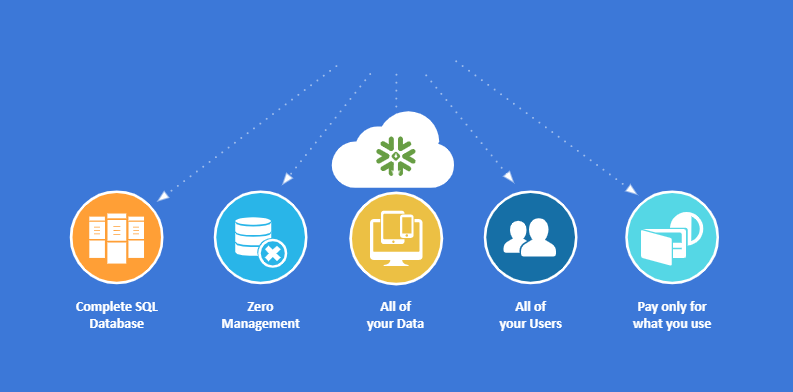 Complete SQL
Database
Zero
Management
All of
your Data
All of
your Users
Pay only for
what you use